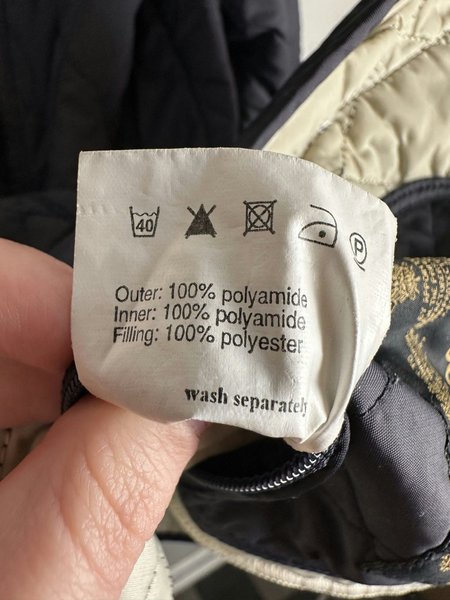 40 P
Outer: 100% polyamide
Inner: 100% polyamide
Filling: 100% polyester
wash separately